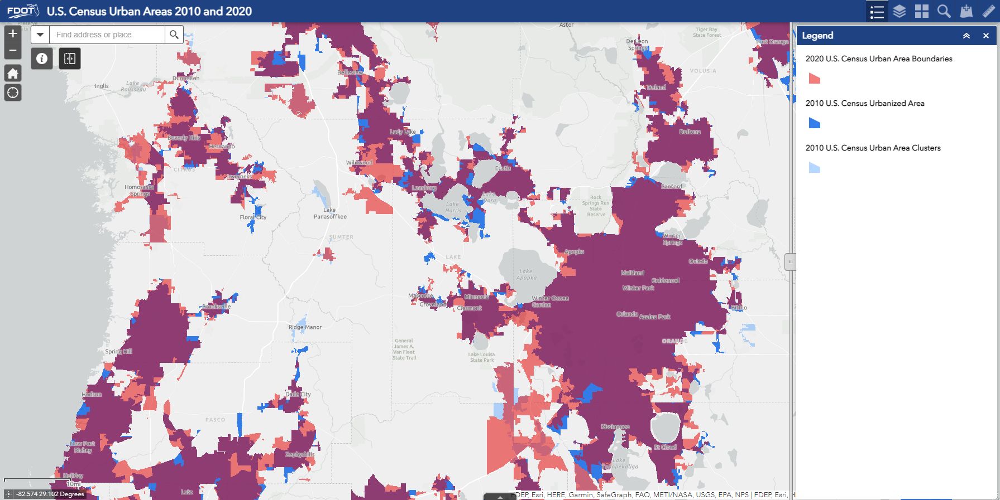 FDOT
U.S. Census Urban Areas 2010 and 2020
Find address or place
Legend
2020 U.S. Census Urban Area Boundaries
2010 U.S. Census Urbanized Area
2010 U.S. Census Urban Area Clusters
Preserve
Astor
Tiger Bay
State Forest
De Leon
Springs
Port Orange
Inglis
Lake
Rousseau
Dunnellon
Belleview
VOLUSIA
Deland
Beverly Hills
Hernando
Lady Lake
Deltona
CITRUS
Inverness
Wildwood
Eustis
Homosassa
Springs
Leesburg
Sanford
Lake
Dora
Lake
Harris
Rock
Springs Run
State
Reserve
Floral City
Lake
Panasoffkee
SUMTER
Winter
Springs
LAKE
Apopka
Oviedo
Lake
Apopka
Maitland
Goldenrod
Winter Park
Mascotte
Groveland
Minneola
Clermont
Winter Ocoee
Garden
Brooksville
Bithlo
Orlando
Azalea Park
Ridge Manor
ORANGE
General
James A.
Van Fleet
State Trail
Spring Hill
Lake Louisa
State Park
Hudson
Dade City
PASCO
Kissimmee
New Port
Richey
Zephyrhills
St Cloud
Lake
Tohopekaliga
Holiday
Lutz
10mi
-82.574 29.102 Degrees
FDEP, Esri, HERE, Garmin, SafeGraph, FAO, METI/NASA, USGS, EPA, NPS | FDEP, Esri,